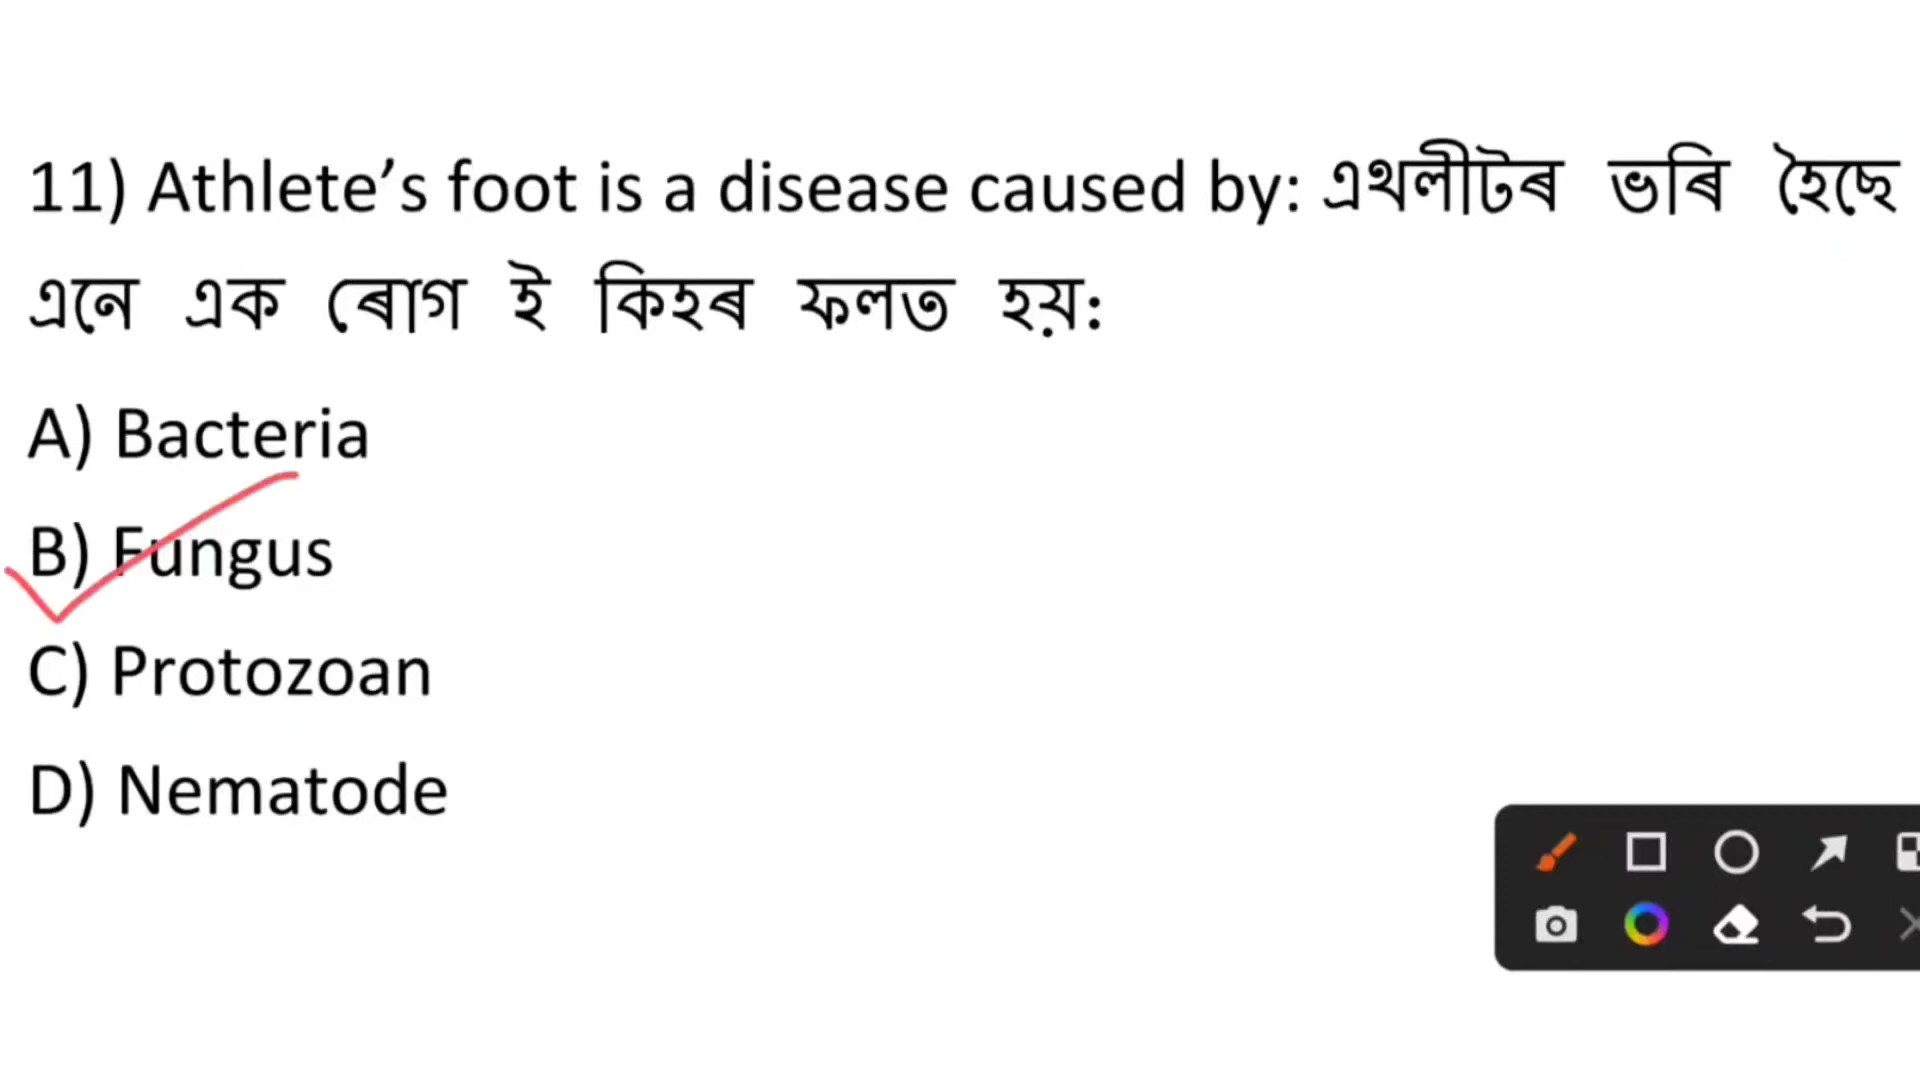 11) Athlete’s foot is a disease caused by: এথলীটৰ ভৰি হৈছে
এনে এক ৰোগ ই কিহৰ ফলত হয়:
A) Bacteria
B) Fungus
C) Protozoan
D) Nematode